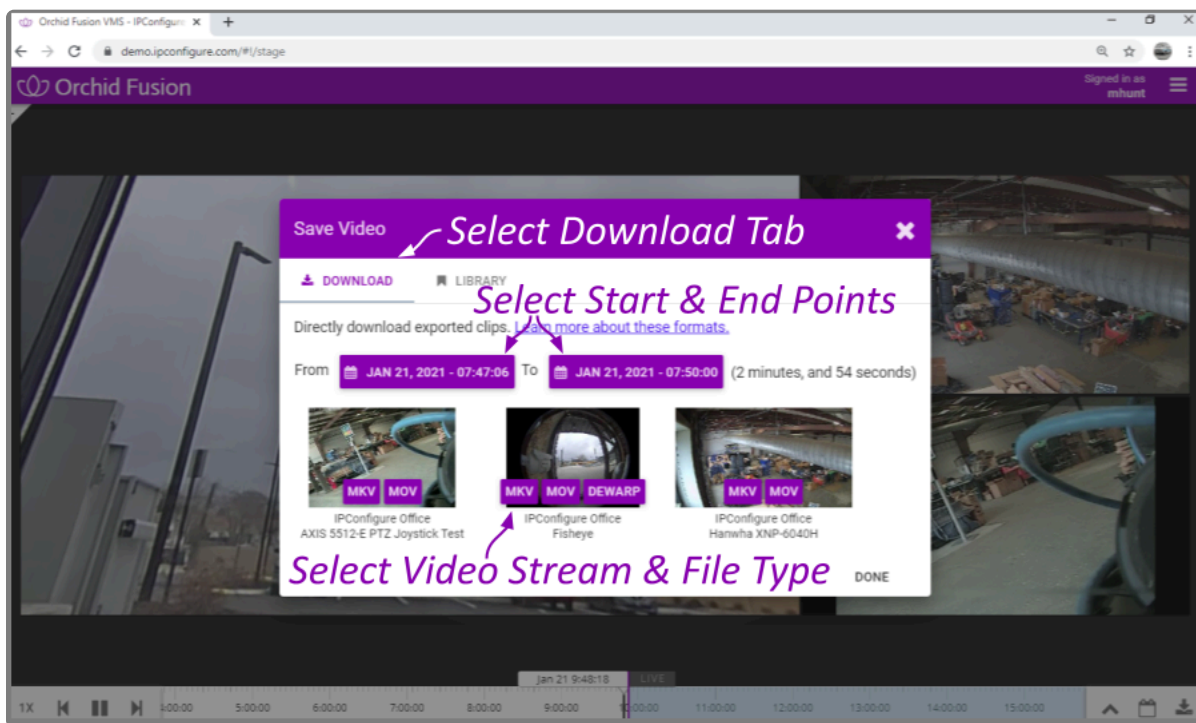 Orchid Fusion VMS - IPConfigure
demo.ipconfigure.com/#!/stage
Orchid Fusion
Signed in as
mhunt
Save Video
Select Download Tab
DOWNLOAD
LIBRARY
Select Start & End Points
Directly download exported clips. Learn more about these formats.
From JAN 21, 2021 - 07:47:06 To JAN 21, 2021 - 07:50:00 (2 minutes, and 54 seconds)
MKV MOV
MKV MOV DEWARP
MKV MOV
IPConfigure Office
AXIS 5512-E PTZ Joystick Test
IPConfigure Office
Fisheye
IPConfigure Office
Hanwha XNP-6040H
Select Video Stream & File Type
DONE
Jan 21 9:48:18
LIVE
1X
4:00:00 5:00:00 6:00:00 7:00:00 8:00:00 9:00:00 10:00:00 11:00:00 12:00:00 13:00:00 14:00:00 15:00:00